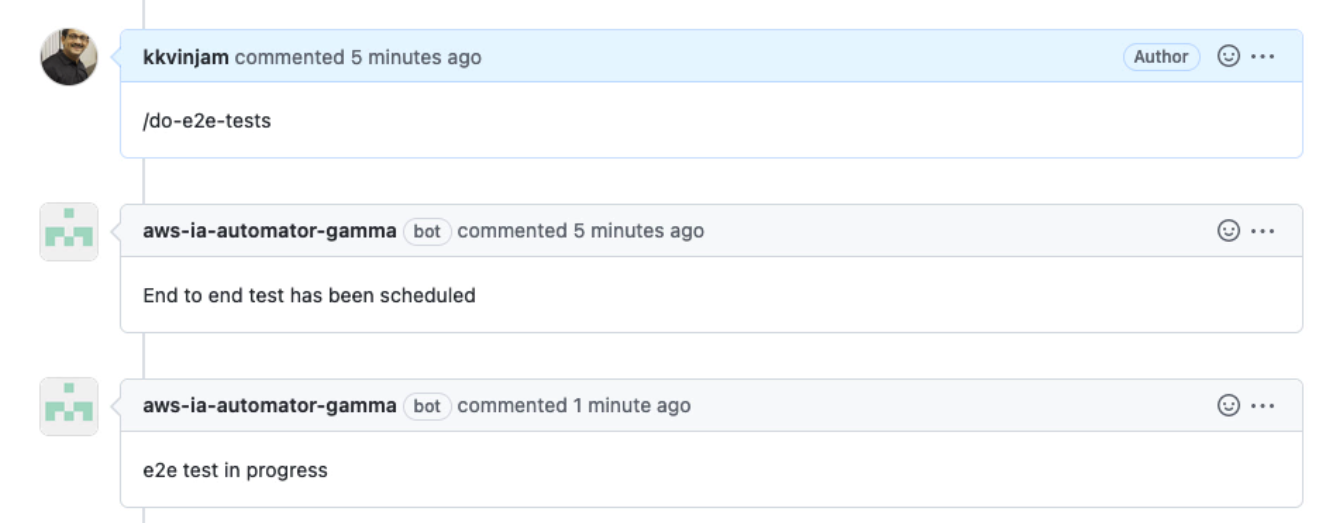 kkvinjam commented 5 minutes ago Author
/do-e2e-tests
aws-ia-automator-gamma bot commented 5 minutes ago
End to end test has been scheduled
aws-ia-automator-gamma bot commented 1 minute ago
e2e test in progress